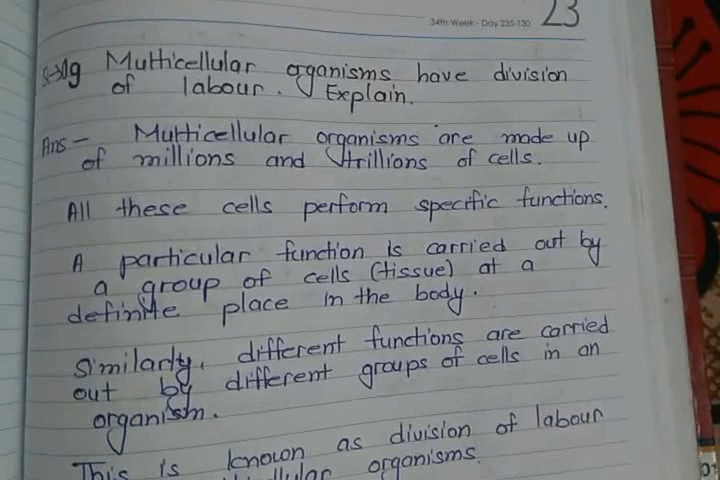 34th Week - Day 235-130
23
Multicellular organisms have division
of labour. Explain.
Ans - Multicellular organisms are made up
of millions and trillions of cells.
All these cells perform specific functions.
A particular function is carried out by
a group of cells (tissue) at a
definite place in the body.
Similarly, different functions are carried
out by different groups of cells in an
organism.
This is known as division of labour
organisms.